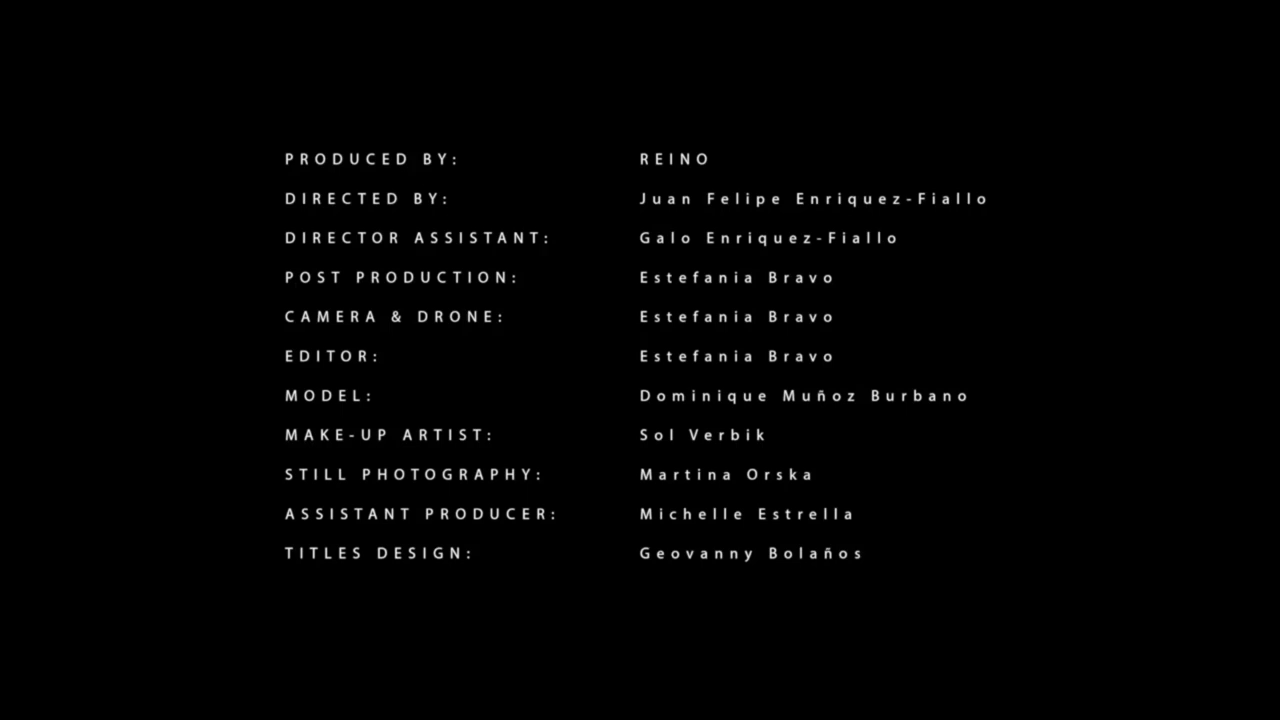 PRODUCED BY: REINO
DIRECTED BY: Juan Felipe Enriquez-Fiallo
DIRECTOR ASSISTANT: Galo Enriquez-Fiallo
POST PRODUCTION: Estefania Bravo
CAMERA & DRONE: Estefania Bravo
EDITOR: Estefania Bravo
MODEL: Dominique Muñoz Burbano
MAKE-UP ARTIST: Sol Verbik
STILL PHOTOGRAPHY: Martina Orska
ASSISTANT PRODUCER: Michelle Estrella
TITLES DESIGN: Geovanny Bolaños